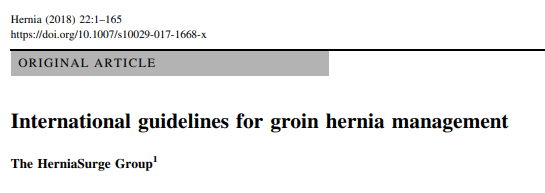 Hernia (2018) 22:1–165
https://doi.org/10.1007/s10029-017-1668-x
ORIGINAL ARTICLE
International guidelines for groin hernia management
The HerniaSurge Group1